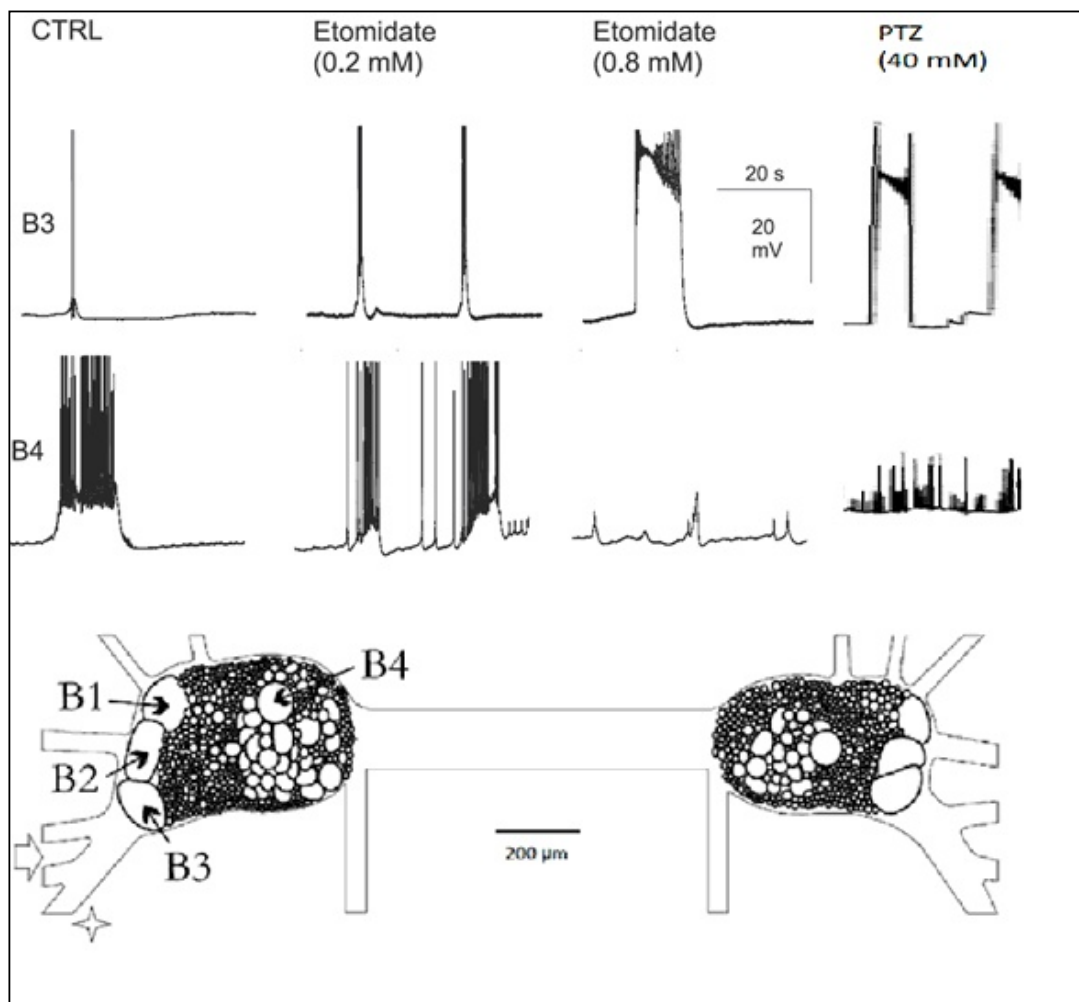 CTRL
Etomidate
(0.2 mM)
Etomidate
(0.8 mM)
PTZ
(40 mM)
B3
20 s
20
mV
B4
B4
B1
B2
B3
200 µm